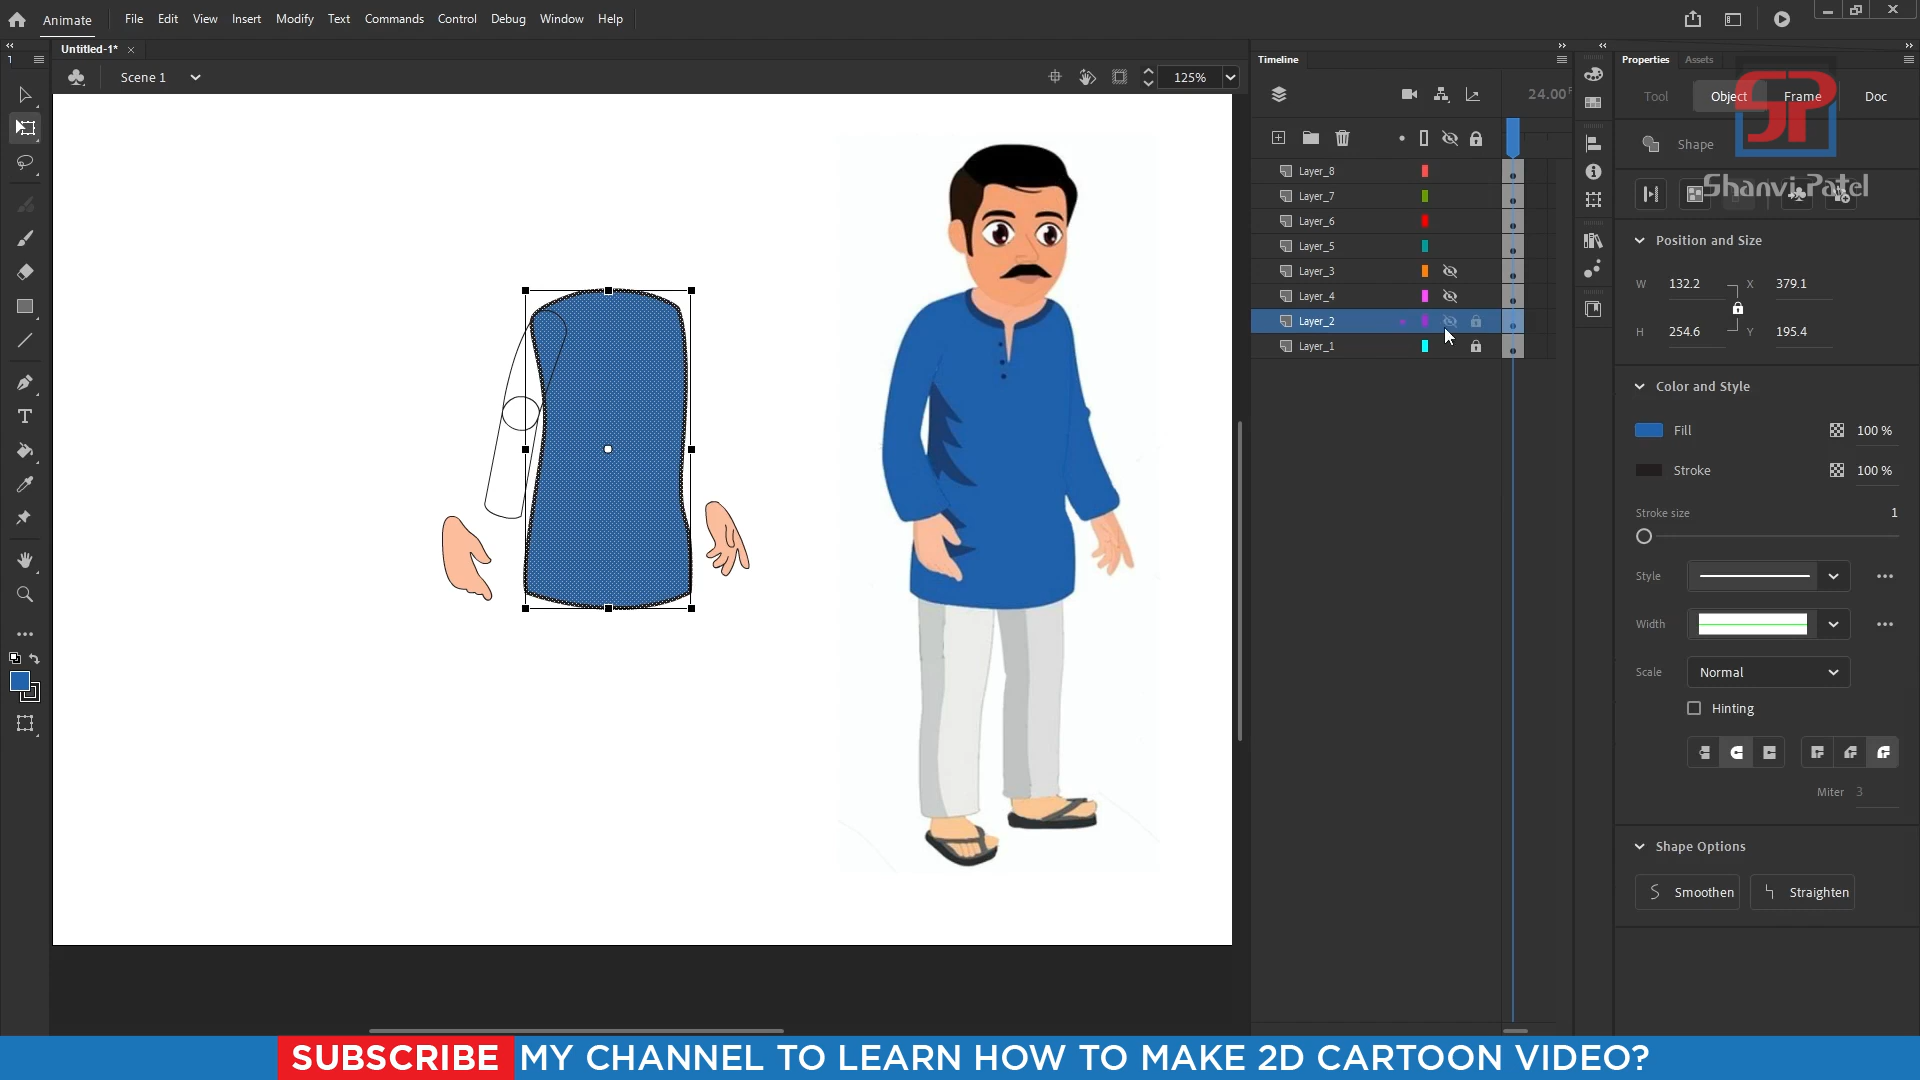 Animate
File Edit View Insert Modify Text Commands Control Debug Window Help
Untitled-1*
Scene 1
125%
Timeline
24.00
Layer_8
Layer_7
Layer_6
Layer_5
Layer_3
Layer_4
Layer_2
Layer_1
Properties Assets
Tool Object Frame Doc
SP
Shape
Shanvi Patel
Position and Size
W 132.2 X 379.1
H 254.6 Y 195.4
Color and Style
Fill 100 %
Stroke 100 %
Stroke size 1
Style
Width
Scale Normal
Hinting
Miter 3
Shape Options
Smoothen Straighten
SUBSCRIBE MY CHANNEL TO LEARN HOW TO MAKE 2D CARTOON VIDEO?